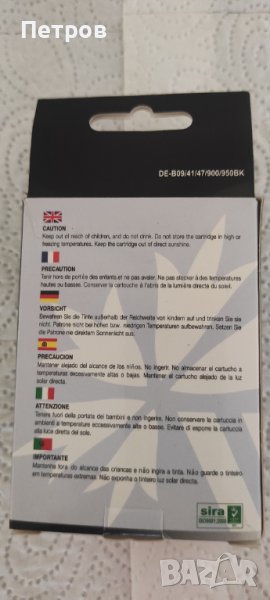 Петров
DE-B09/41/47/900/950BK
CAUTION
Keep out of reach of children, and do not drink. Do not store the cartridge in high or
freezing temperatures. Keep the cartridge out of direct sunshine.
PRECAUTION
Tenir hors de portée des enfants.et ne pas avaler. Ne pas afecker à des températures
hautes ou basses. Conserver la cartouche à l'abris de la lumière directe du soleil.
VORSICHT
Bewahren Sie die Tinte außerhalb der Reichweite von kindern auf und trinken Sie sie
nicht! Patrone nicht bei hohen bzw. niedrigen Temperaturen aufbewahren. Setzen Sie
die Patrone nie direktem Sonnenlicht aus.
PRECAUCION
Mantener alejado del alcance de los niños. No ingerir. No almacenar el cartucho a
temperaturas excesivamente altas o bajas. Mantener el cartucho alejado de la luz
solar directa.
ATTENZIONE
Tenere fuori della portata dei bambini e non ingerire. Non conservare la cartuccia in
ambienti a temperature eccessivamente alte o basse. Evitare di esporre la cartuccia
alla luce diretta del sole.
IMPORTANTE
Mantenha fora do alcance das criancas e não ingira a tinta. Não guarde o tinteiro
em temperaturas extremas. Não exponha o tinteiro à luz solar directa.
sira
ISO9001:2000
BAZAR